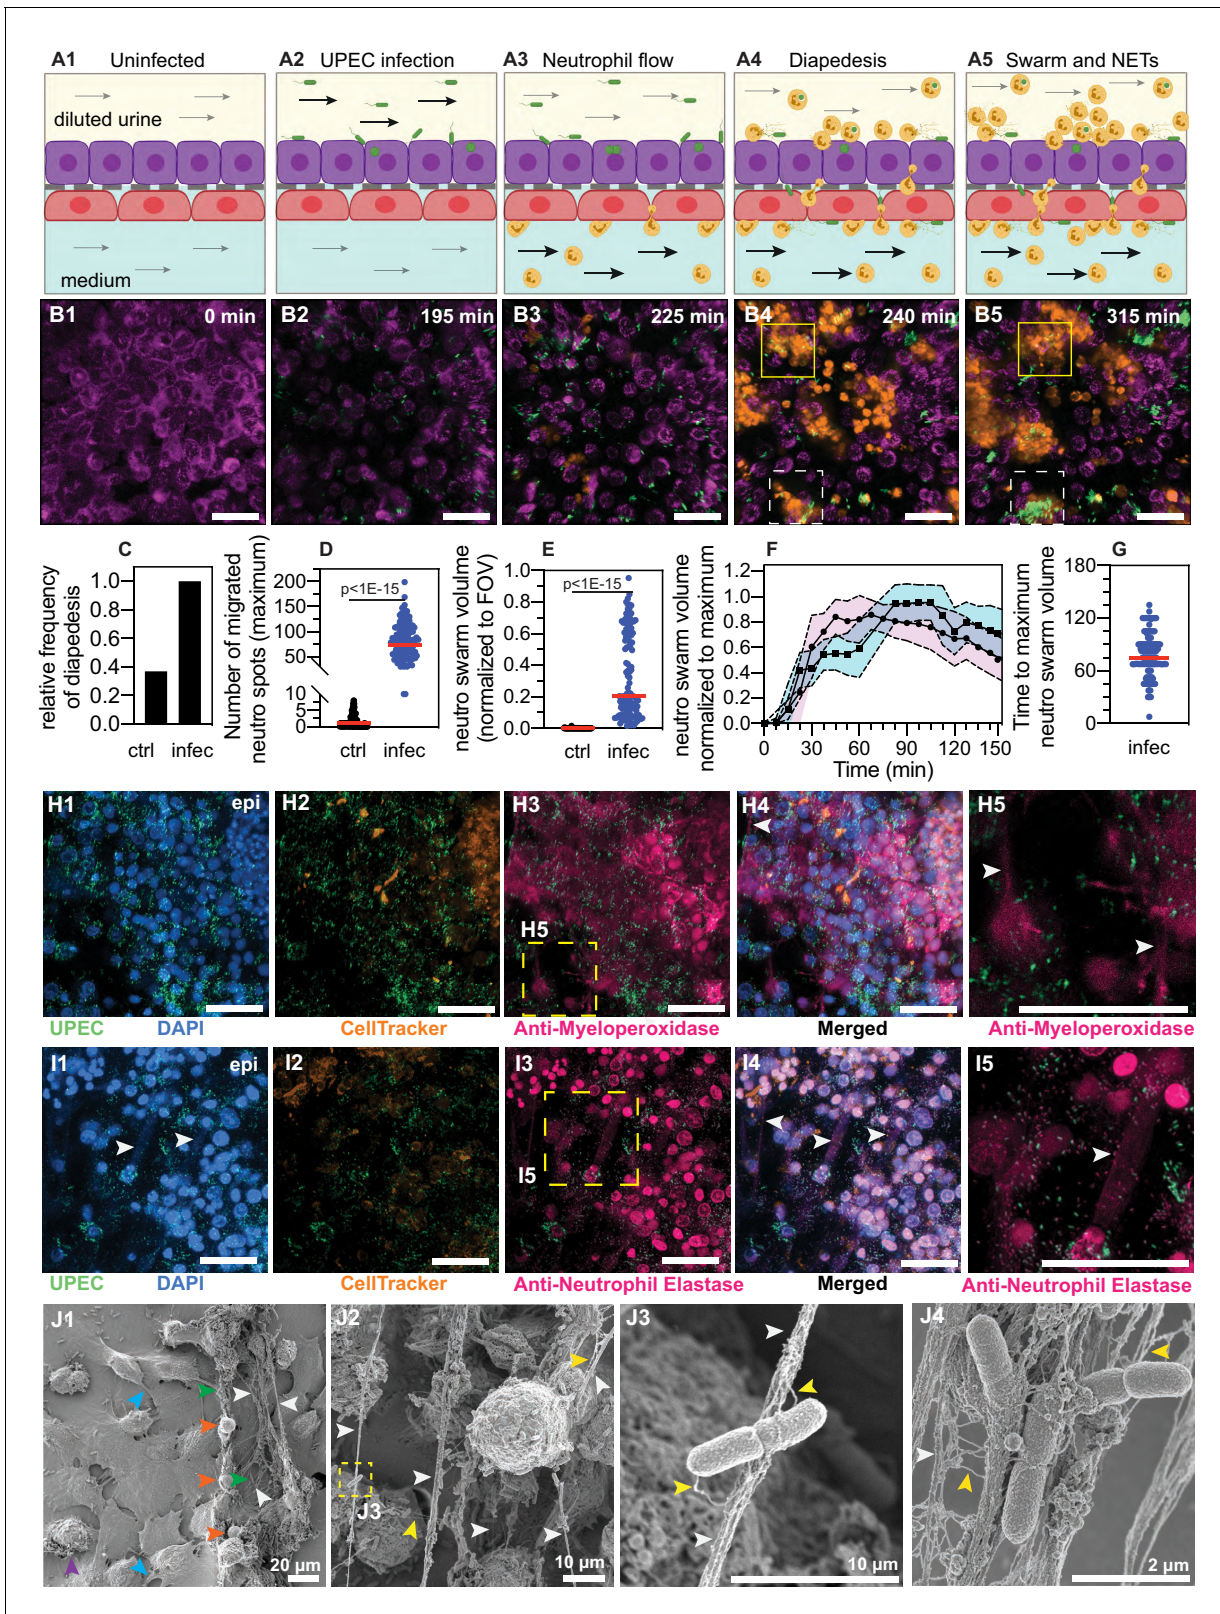 A1 Uninfected
A2 UPEC infection
A3 Neutrophil flow
A4 Diapedesis
A5 Swarm and NETs
diluted urine
medium
B1 0 min
B2 195 min
B3 225 min
B4 240 min
B5 315 min
C
relative frequency
of diapedesis
1.0
0.8
0.6
0.4
0.2
0.0
ctrl infec
D
Number of migrated
neutro spots (maximum)
200
150
100
50
10
5
0
p<1E-15
ctrl infec
E
neutro swarm volulme
(normalized to FOV)
1.0
0.8
0.6
0.4
0.2
0.0
p<1E-15
ctrl infec
F
neutro swarm volume
normalized to maximum
1.2
1.0
0.8
0.6
0.4
0.2
0.0
0 30 60 90 120 150
Time (min)
G
Time to maximum
neutro swarm volume
180
120
60
0
infec
H1 epi
H2
H3
H5
H4
H5
UPEC DAPI
CellTracker
Anti-Myeloperoxidase
Merged
Anti-Myeloperoxidase
I1 epi
I2
I3
I5
I4
I5
UPEC DAPI
CellTracker
Anti-Neutrophil Elastase
Merged
Anti-Neutrophil Elastase
J1
20 µm
J2
J3
10 µm
J3
10 µm
J4
2 µm